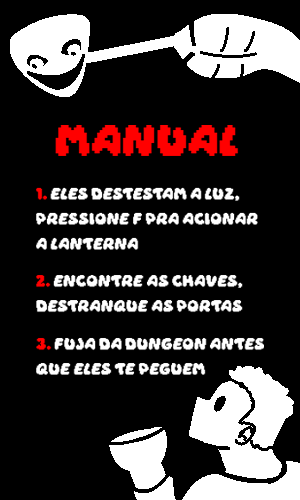 MANUAL
1. ELES DESTESTAM A LUZ,
PRESSIONE F PRA ACIONAR
A LANTERNA
2. ENCONTRE AS CHAVES,
DESTRANQUE AS PORTAS
3. FUJA DA DUNGEON ANTES
QUE ELES TE PEGUEM